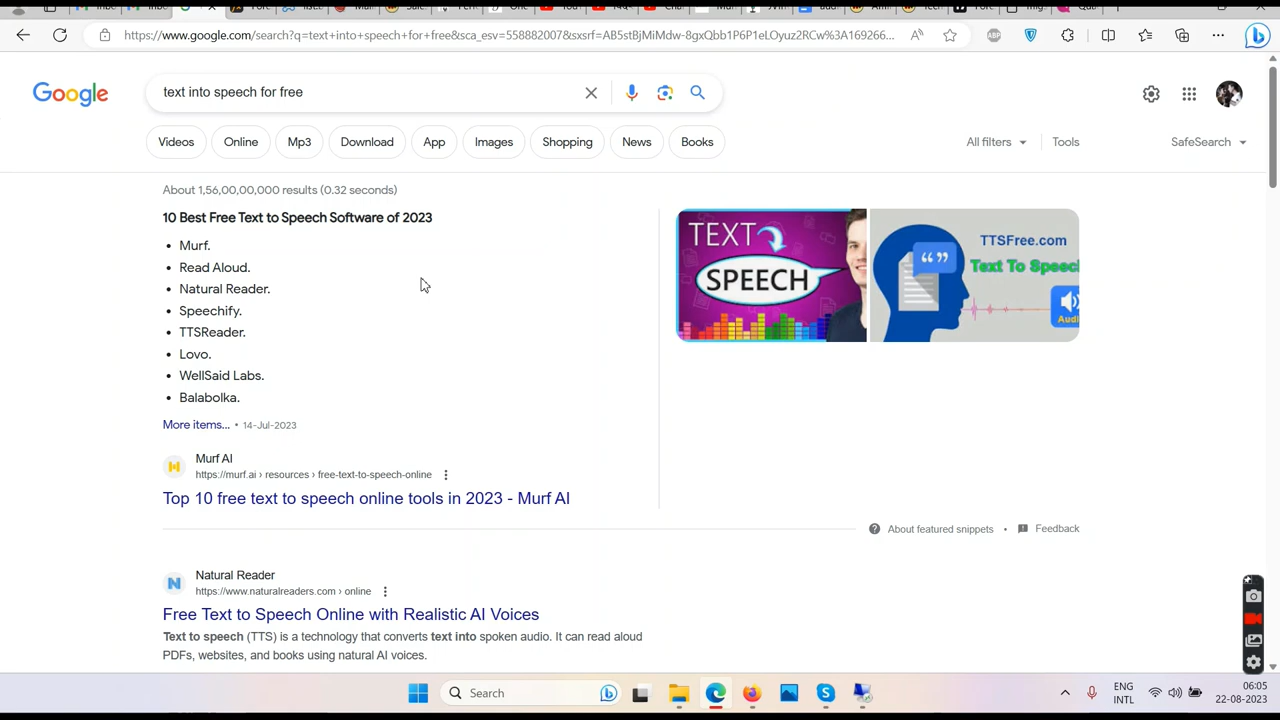 https://www.google.com/search?q=text+into+speech+for+free&sca_esv=558882007&sxsrf=AB5stBjMiMdw-8gxQbb1P6P1eLOyuz2RCw%3A169266...
Google
text into speech for free
Videos
Online
Mp3
Download
App
Images
Shopping
News
Books
All filters
Tools
SafeSearch
About 1,56,00,00,000 results (0.32 seconds)
10 Best Free Text to Speech Software of 2023
Murf.
Read Aloud.
Natural Reader.
Speechify.
TTSReader.
Lovo.
WellSaid Labs.
Balabolka.
More items... • 14-Jul-2023
TEXT
SPEECH
TTSFree.com
Text To Speech
Audi
Murf AI
https://murf.ai › resources › free-text-to-speech-online
Top 10 free text to speech online tools in 2023 - Murf AI
About featured snippets • Feedback
Natural Reader
https://www.naturalreaders.com › online
Free Text to Speech Online with Realistic AI Voices
Text to speech (TTS) is a technology that converts text into spoken audio. It can read aloud
PDFs, websites, and books using natural AI voices.
Search
ENG
INTL
06:05
22-08-2023